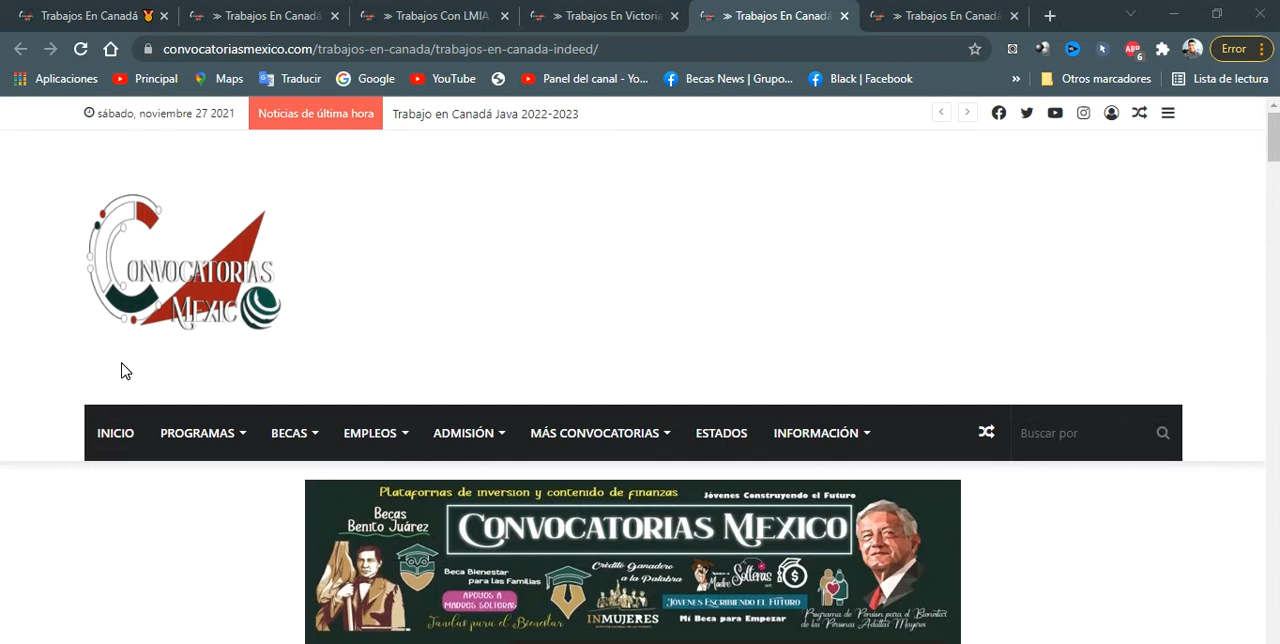 Trabajos En Canadá
» Trabajos En Canadá
» Trabajos Con LMIA
» Trabajos En Victoria
» Trabajos En Canadá
» Trabajos En Canadá
convocatoriasmexico.com/trabajos-en-canada/trabajos-en-canada-indeed/
ABP
6
Error
Aplicaciones
Principal
Maps
Traducir
Google
YouTube
Panel del canal - Yo...
Becas News | Grupo...
Black | Facebook
»
Otros marcadores
Lista de lectura
sábado, noviembre 27 2021
Noticias de última hora
Trabajo en Canadá Java 2022-2023
CONVOCATORIAS
MEXICO
INICIO
PROGRAMAS
BECAS
EMPLEOS
ADMISIÓN
MÁS CONVOCATORIAS
ESTADOS
INFORMACIÓN
Buscar por
Plataformas de inversion y contenido de finanzas
Jóvenes Construyendo el Futuro
Becas
Benito Juárez
CONVOCATORIAS MEXICO
Beca Bienestar
para las Familias
Crédito Ganadero
a la Palabra
Madre
Solteras
APOYOS A
MADRES SOLTERAS
Tandas para el Bienestar
INMUJERES
JÓVENES ESCRIBIENDO EL FUTURO
Mi Beca para Empezar
Programa de Pension para el Bienestar
de las Personas Adultas Mayores